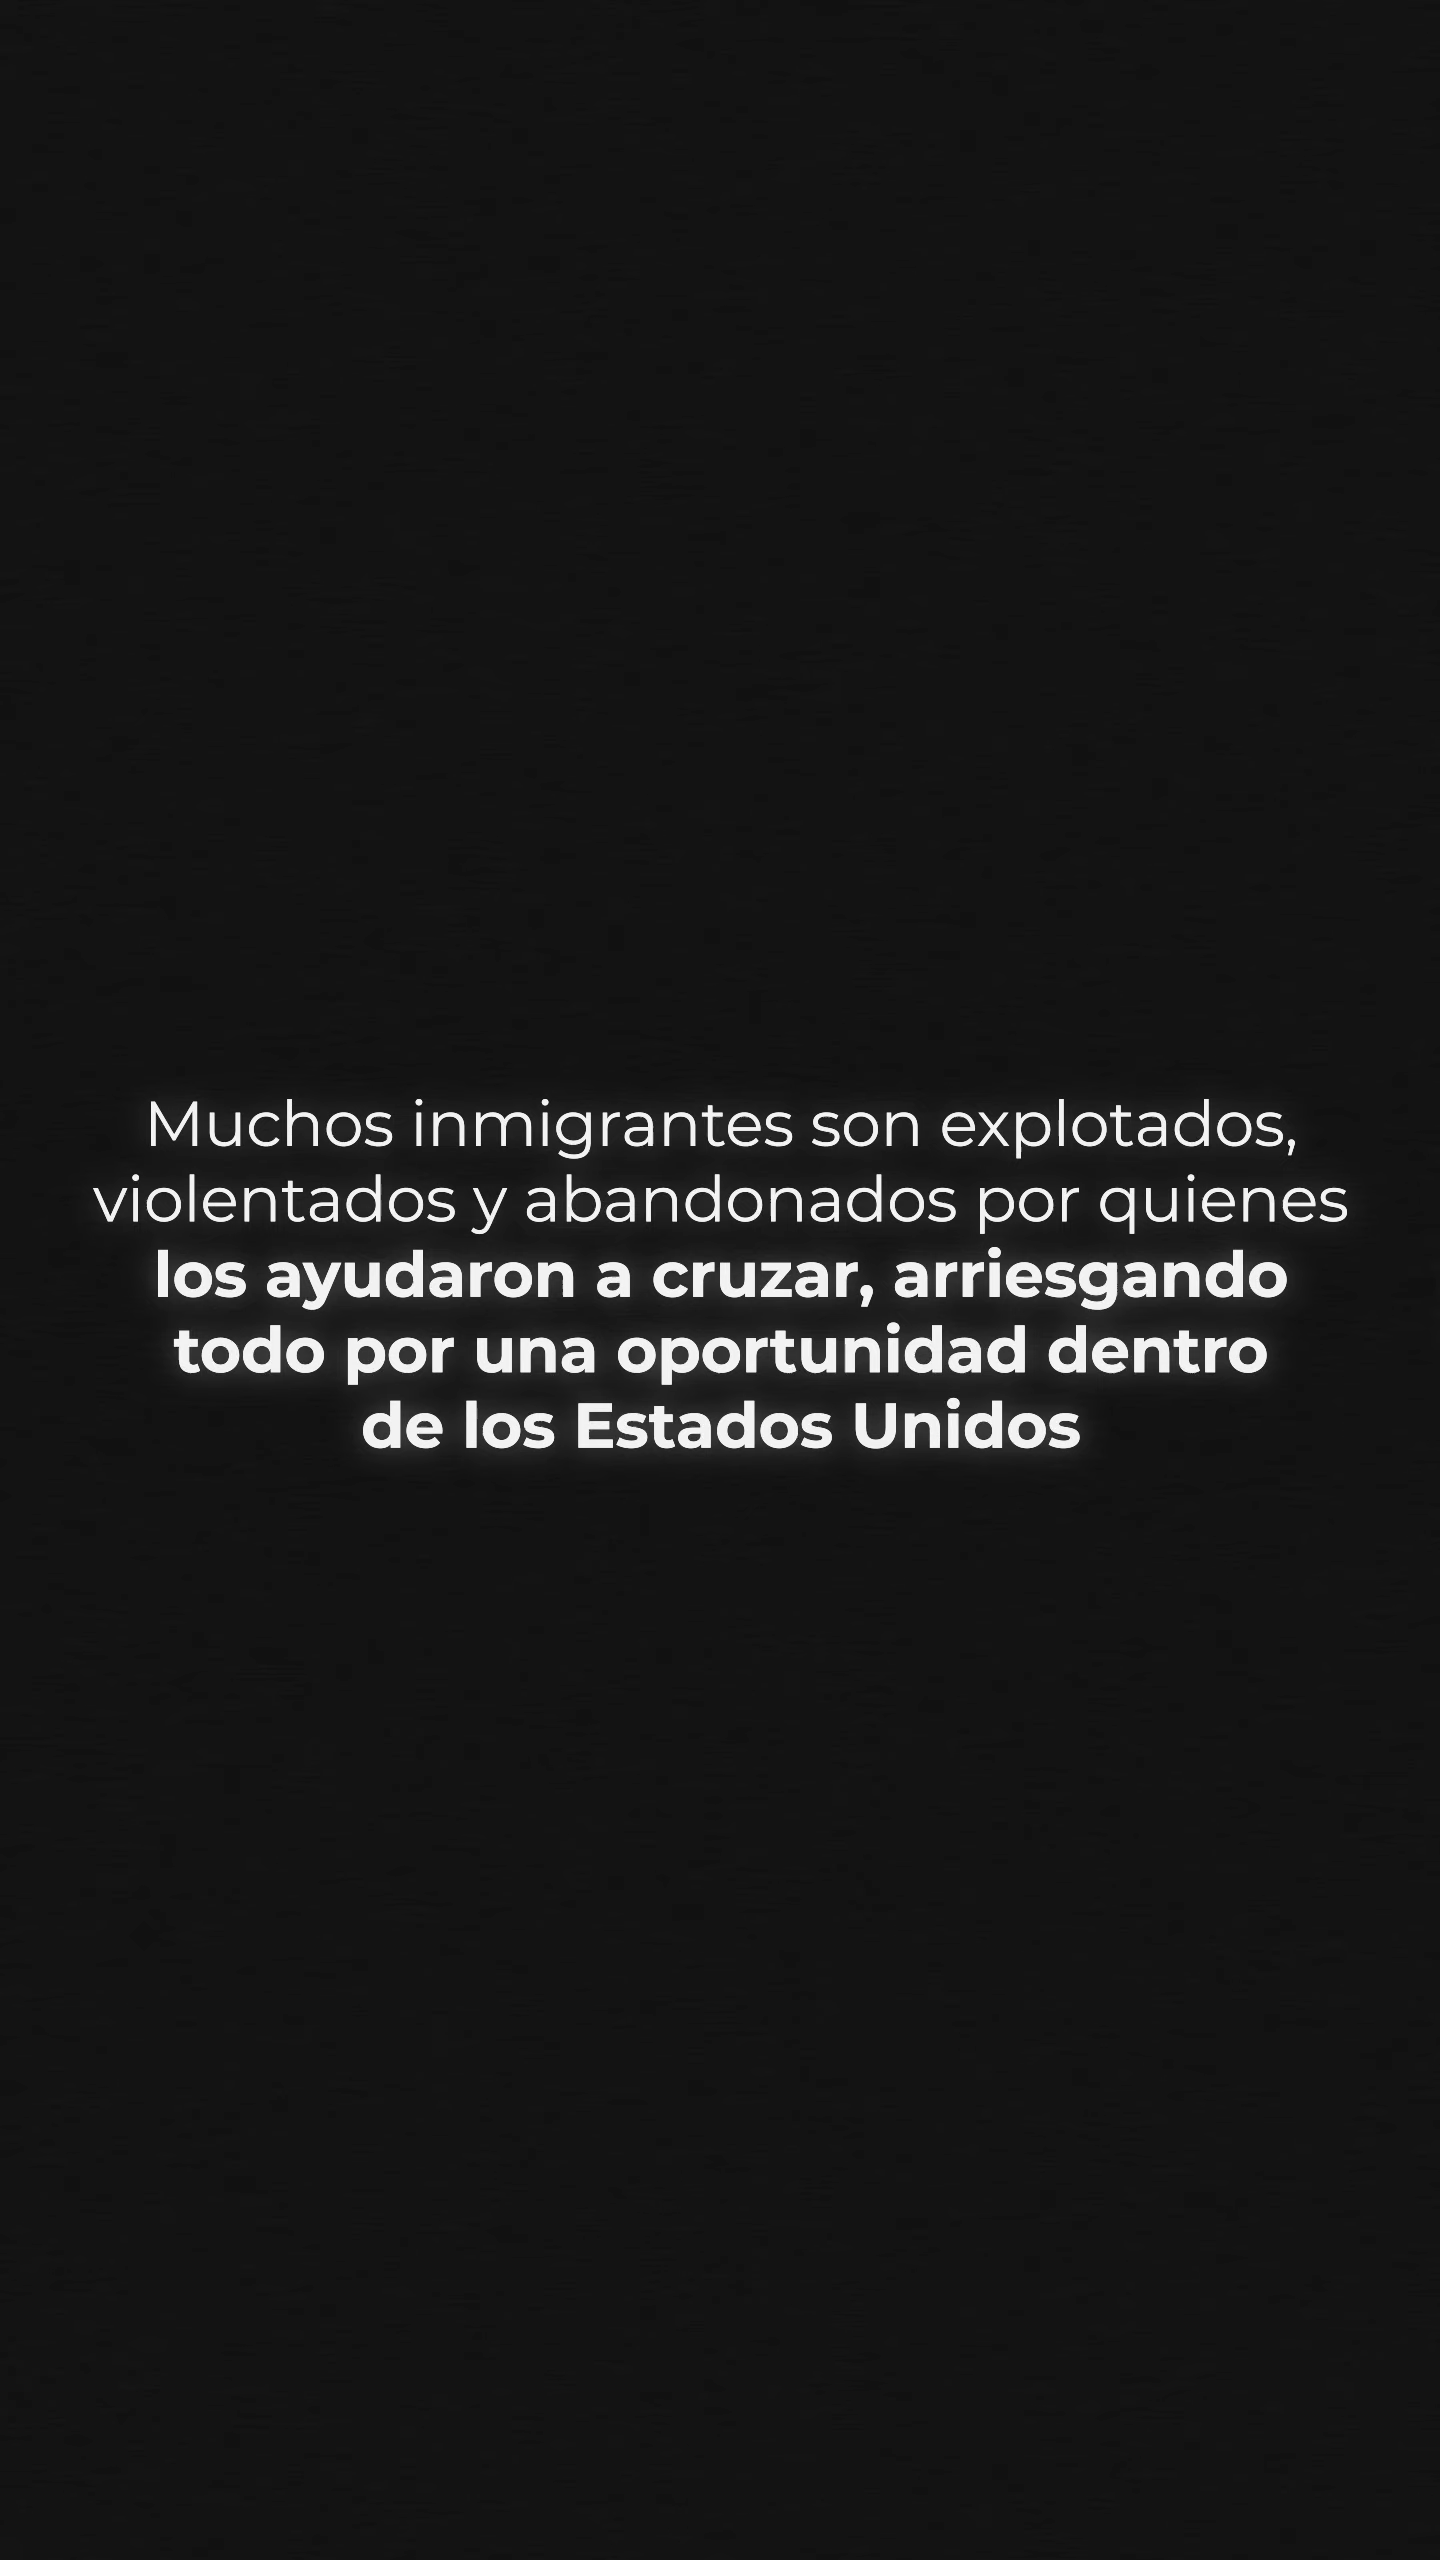 Muchos inmigrantes son explotados,
violentados y abandonados por quienes
los ayudaron a cruzar, arriesgando
todo por una oportunidad dentro
de los Estados Unidos